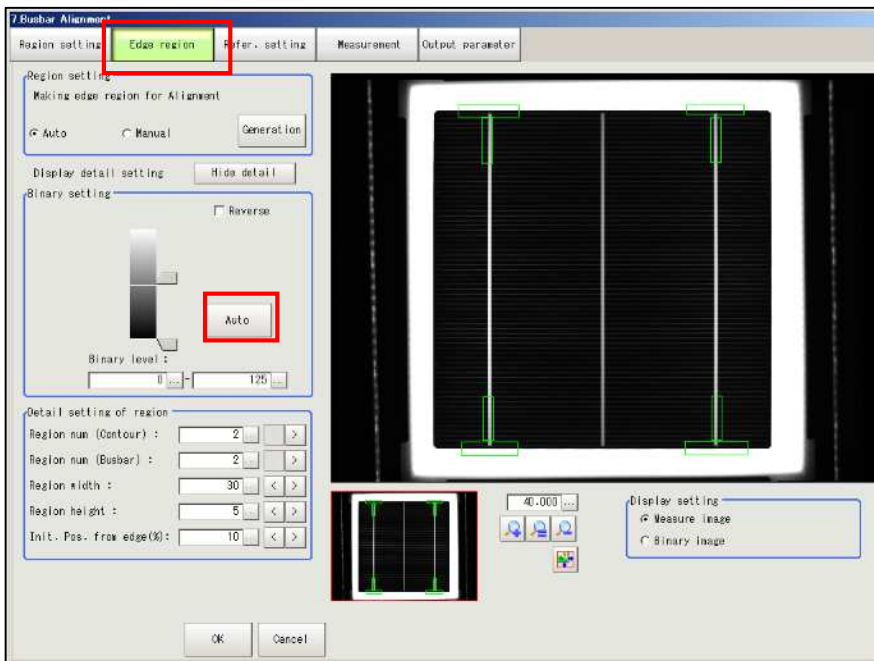 7.Busbar Alignment
Region setting Edge region Refer. setting Measurement Output parameter
Region setting
Making edge region for Alignment
Auto Manual Generation
Display detail setting Hide detail
Binary setting
Reverse
Auto
Binary level :
0 ... - 125 ...
Detail setting of region
Region num (Contour) : 2 ... >
Region num (Busbar) : 2 ... >
Region width : 30 ... < >
Region height : 5 ... < >
Init. Pos. from edge(%): 10 ... < >
40.000 ...
Display setting
Measure image
Binary image
OK Cancel